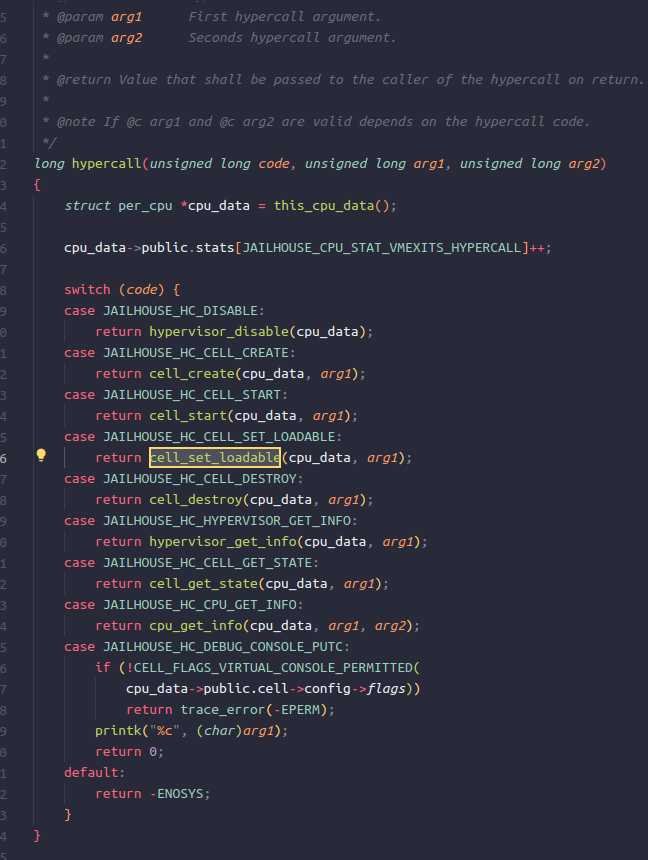 5 * @param arg1      First hypercall argument.
6 * @param arg2      Seconds hypercall argument.
7 *
8 * @return Value that shall be passed to the caller of the hypercall on return.
9 *
0 * @note If @c arg1 and @c arg2 are valid depends on the hypercall code.
1 */
2 long hypercall(unsigned long code, unsigned long arg1, unsigned long arg2)
3 {
4     struct per_cpu *cpu_data = this_cpu_data();
5
6     cpu_data->public.stats[JAILHOUSE_CPU_STAT_VMEXITS_HYPERCALL]++;
7
8     switch (code) {
9     case JAILHOUSE_HC_DISABLE:
0         return hypervisor_disable(cpu_data);
1     case JAILHOUSE_HC_CELL_CREATE:
2         return cell_create(cpu_data, arg1);
3     case JAILHOUSE_HC_CELL_START:
4         return cell_start(cpu_data, arg1);
5     case JAILHOUSE_HC_CELL_SET_LOADABLE:
6         return cell_set_loadable(cpu_data, arg1);
7     case JAILHOUSE_HC_CELL_DESTROY:
8         return cell_destroy(cpu_data, arg1);
9     case JAILHOUSE_HC_HYPERVISOR_GET_INFO:
0         return hypervisor_get_info(cpu_data, arg1);
1     case JAILHOUSE_HC_CELL_GET_STATE:
2         return cell_get_state(cpu_data, arg1);
3     case JAILHOUSE_HC_CPU_GET_INFO:
4         return cpu_get_info(cpu_data, arg1, arg2);
5     case JAILHOUSE_HC_DEBUG_CONSOLE_PUTC:
6         if (!CELL_FLAGS_VIRTUAL_CONSOLE_PERMITTED(
7             cpu_data->public.cell->config->flags))
8             return trace_error(-EPERM);
9         printk("%c", (char)arg1);
0         return 0;
1     default:
2         return -ENOSYS;
3     }
4 }
5